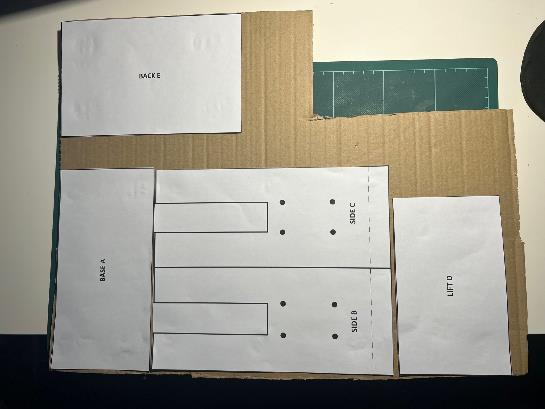 BACK E
BASE A
SIDE C
SIDE B
LIFT D